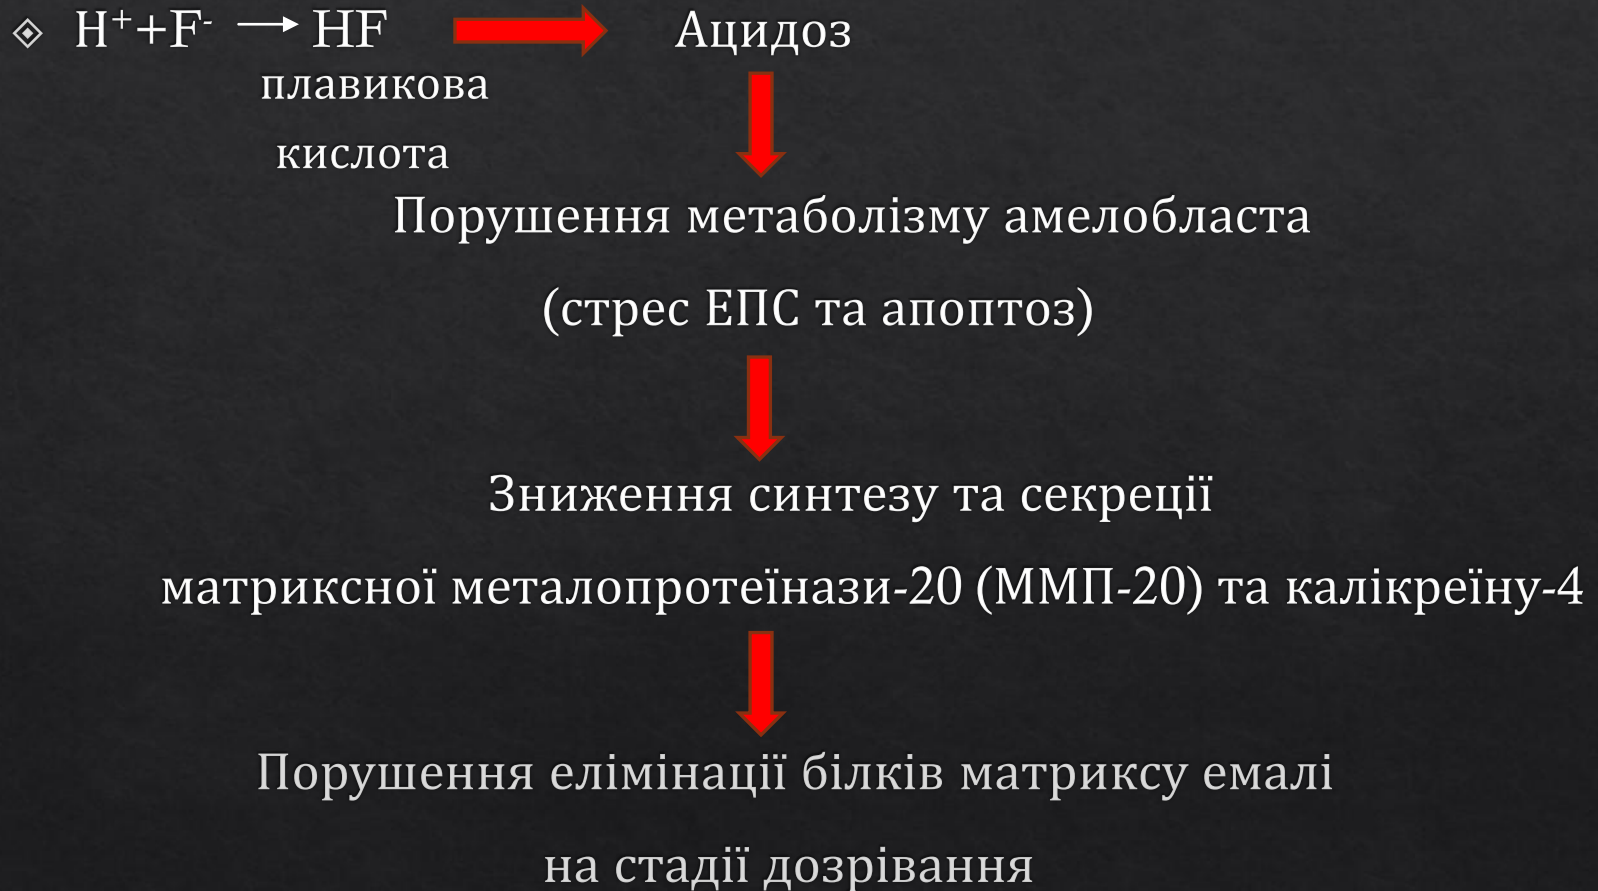 H⁺+F⁻ → HF Ацидоз
плавикова
кислота
Порушення метаболізму амелобласта
(стрес ЕПС та апоптоз)
Зниження синтезу та секреції
матриксної металопротеїнази-20 (ММП-20) та калікреїну-4
Порушення елімінації білків матриксу емалі
на стадії дозрівання